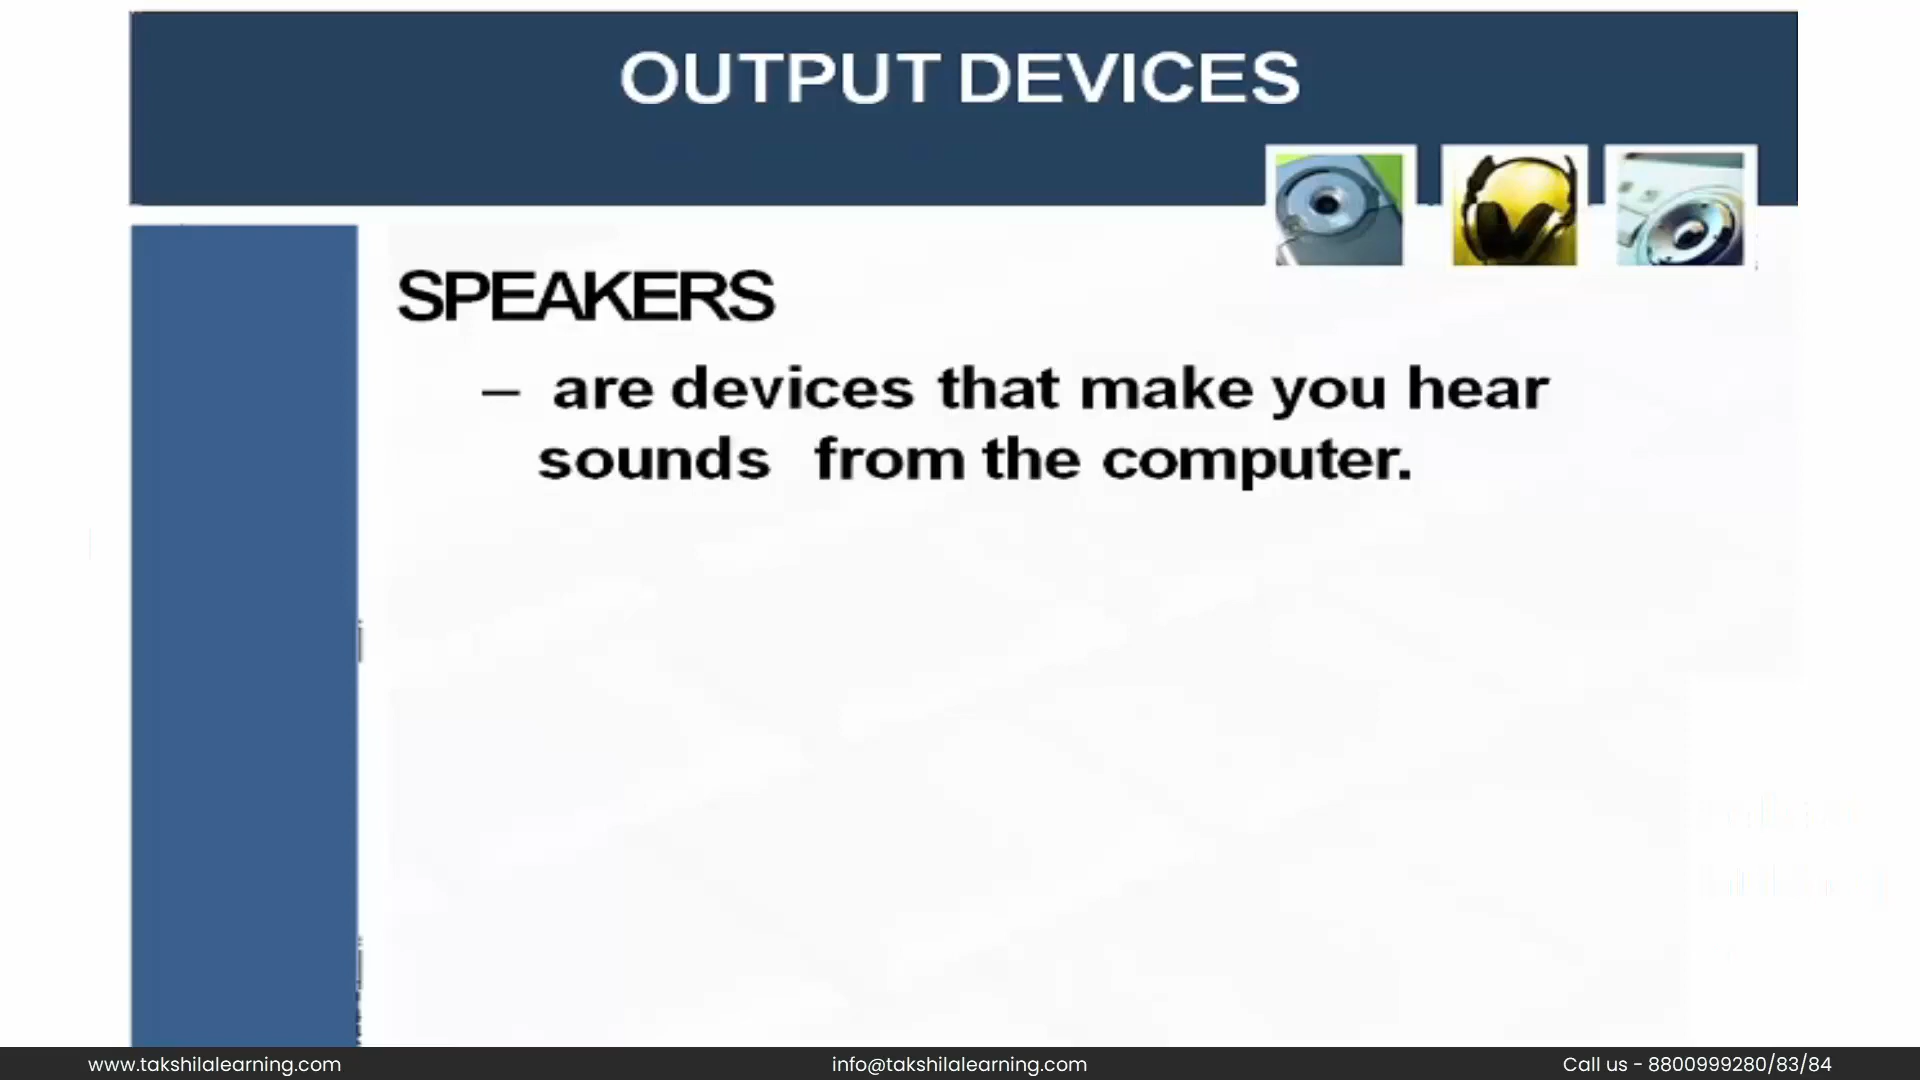 OUTPUT DEVICES
SPEAKERS
– are devices that make you hear
sounds from the computer.
www.takshilalearning.com
info@takshilalearning.com
Call us - 8800999280/83/84